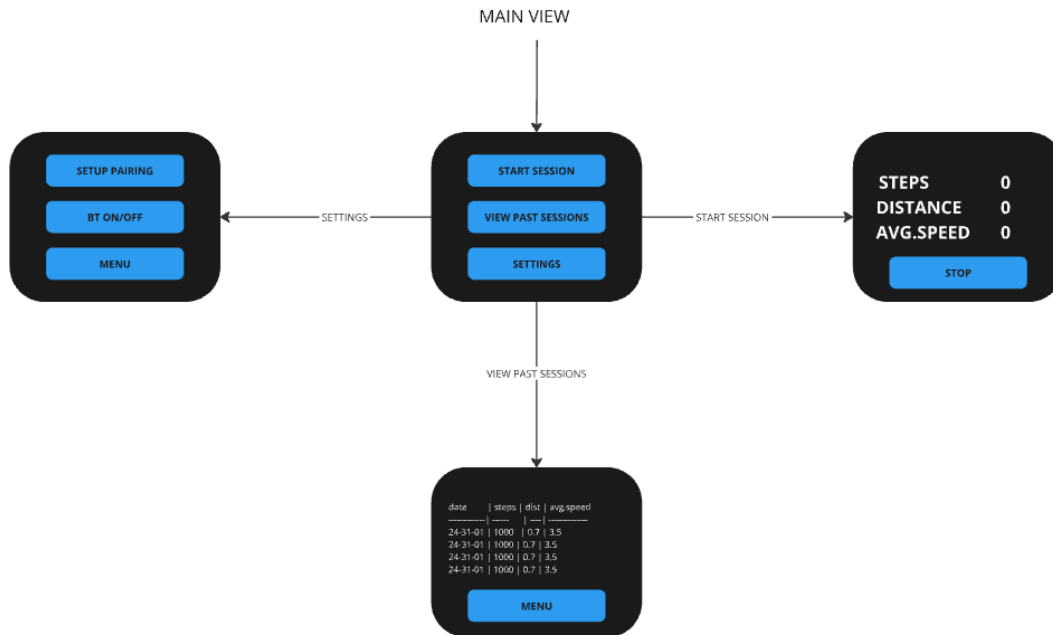 MAIN VIEW
SETUP PAIRING
BT ON/OFF
MENU
SETTINGS
START SESSION
VIEW PAST SESSIONS
SETTINGS
START SESSION
STEPS 0
DISTANCE 0
AVG.SPEED 0
STOP
VIEW PAST SESSIONS
date | steps | dist | avg.speed
-------------| ------ | ----| --------------
24-31-01 | 1000 | 0.7 | 3.5
24-31-01 | 1000 | 0.7 | 3.5
24-31-01 | 1000 | 0.7 | 3,5
24-31-01 | 1000 | 0.7 | 3.5
MENU